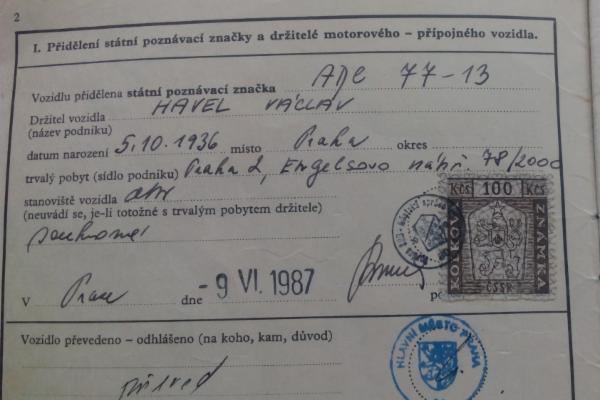 2
I. Přidělení státní poznávací značky a držitelé motorového – přípojného vozidla.
Vozidlu přidělena státní poznávací značka ADC 77-13
Držitel vozidla HAVEL VÁCLAV
(název podniku)
datum narození 5.10.1936 místo Praha okres
trvalý pobyt (sídlo podniku) Praha 2, Engelsovo nábř 78/2000
stanoviště vozidla
(neuvádí se, je-li totožné s trvalým pobytem držitele)
soukromé
Kčs 100 Kčs
KOLKOVÁ ZNÁMKA
ČSSR
V Praze dne -9. VI. 1987
Vozidlo převedeno – odhlášeno (na koho, kam, důvod)
HLAVNÍ MĚSTO PRAHA